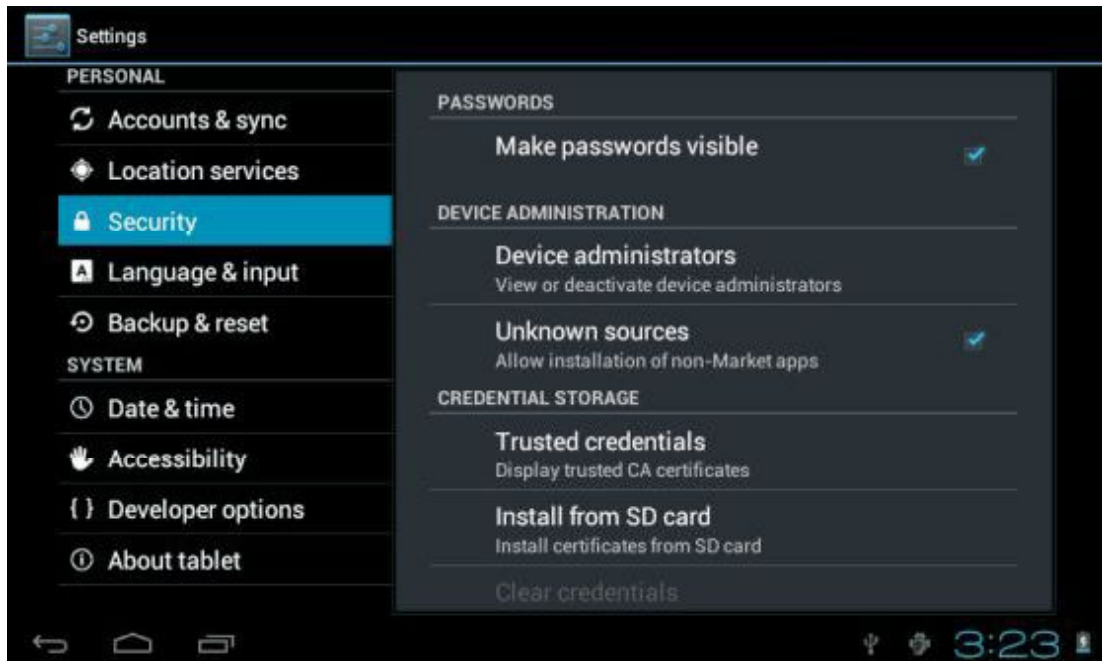 Settings
PERSONAL
Accounts & sync
Location services
Security
Language & input
Backup & reset
SYSTEM
Date & time
Accessibility
{ } Developer options
About tablet
PASSWORDS
Make passwords visible
DEVICE ADMINISTRATION
Device administrators
View or deactivate device administrators
Unknown sources
Allow installation of non-Market apps
CREDENTIAL STORAGE
Trusted credentials
Display trusted CA certificates
Install from SD card
Install certificates from SD card
Clear credentials
3:23